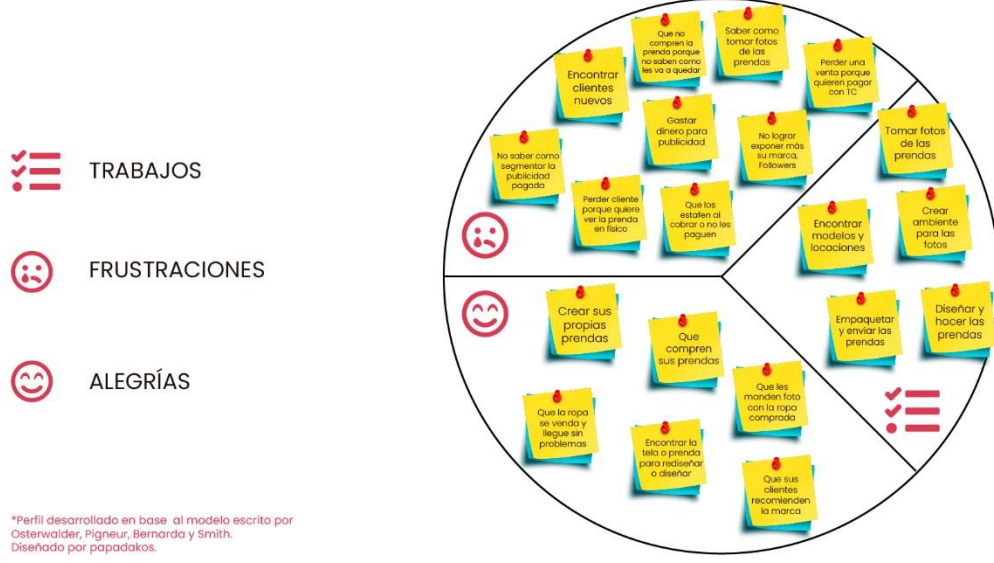 TRABAJOS
FRUSTRACIONES
ALEGRÍAS
*Perfil desarrollado en base al modelo escrito por
Osterwalder, Pigneur, Bernarda y Smith.
Diseñado por papadakos.
Encontrar
clientes
nuevos
Que no
compren la
prenda porque
no saben como
les va a quedar
Saber como
tomar fotos
de las
prendas
Perder una
venta porque
quieren pagar
con TC
No saber como
segmentar la
publicidad
pagada
Gastar
dinero para
publicidad
No lograr
exponer más
su marca,
Followers
Perder cliente
porque quiere
ver la prenda
en físico
Que los
estafen al
cobrar o no les
paguen
Tomar fotos
de las
prendas
Encontrar
modelos y
locaciones
Crear
ambiente
para las
fotos
Empaquetar
y enviar las
prendas
Diseñar y
hacer las
prendas
Crear sus
propias
prendas
Que
compren
sus prendas
Que les
manden foto
con la ropa
comprada
Que la ropa
se venda y
llegue sin
problemas
Encontrar la
tela o prenda
para rediseñar
o diseñar
Que sus
clientes
recomienden
la marca